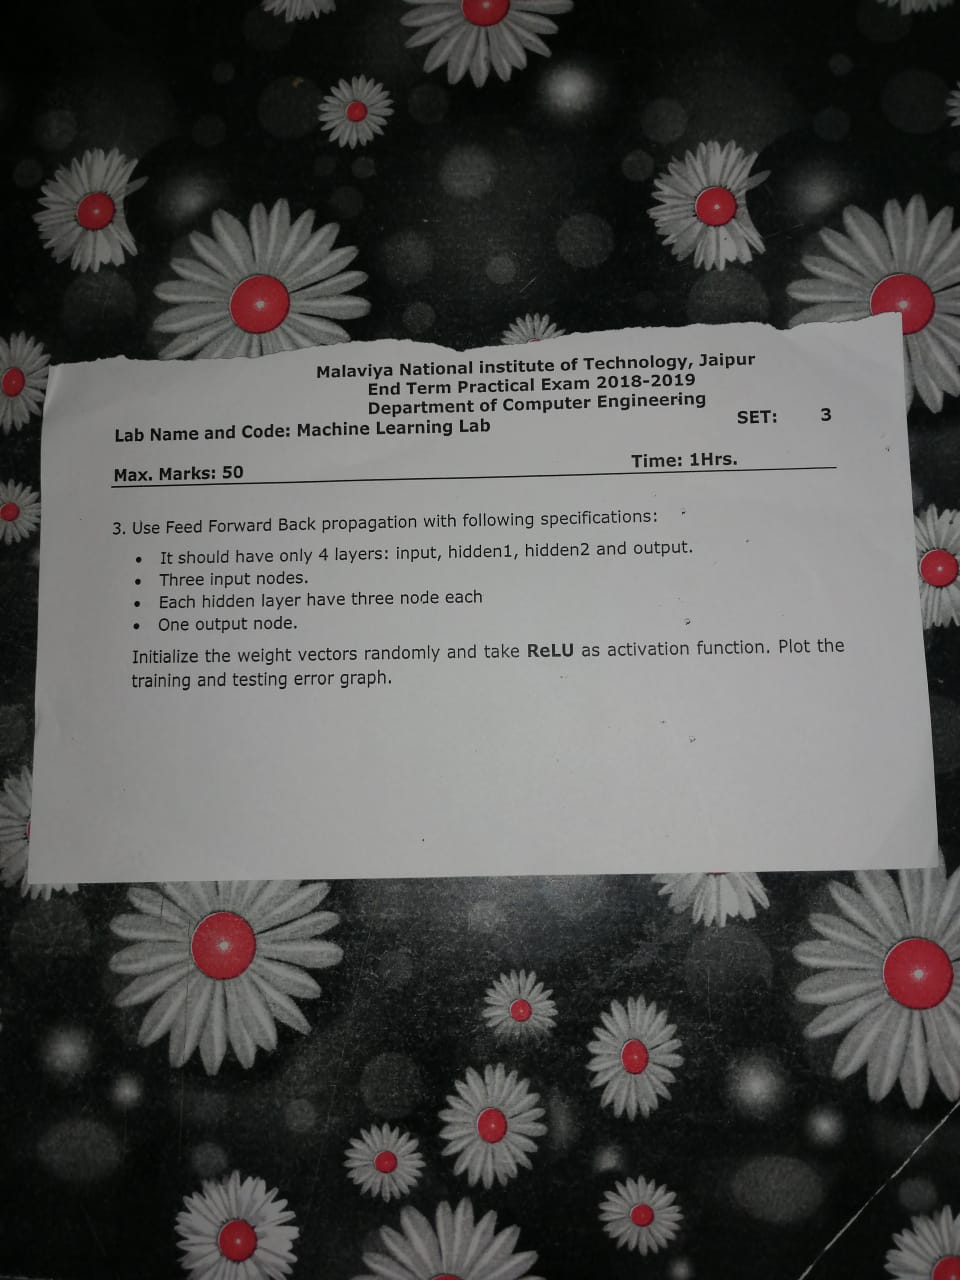 Malaviya National institute of Technology, Jaipur
End Term Practical Exam 2018-2019
Department of Computer Engineering
Lab Name and Code: Machine Learning Lab SET: 3
Max. Marks: 50 Time: 1Hrs.
3. Use Feed Forward Back propagation with following specifications:
• It should have only 4 layers: input, hidden1, hidden2 and output.
• Three input nodes.
• Each hidden layer have three node each
• One output node.
Initialize the weight vectors randomly and take ReLU as activation function. Plot the
training and testing error graph.